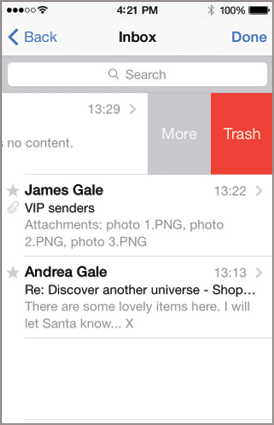 4:21 PM 100%
Back Inbox Done
Search
13:29
s no content.
More Trash
James Gale 13:22
VIP senders
Attachments: photo 1.PNG, photo
2.PNG, photo 3.PNG
Andrea Gale 13:13
Re: Discover another universe - Shop…
There are some lovely items here. I will
let Santa know... X